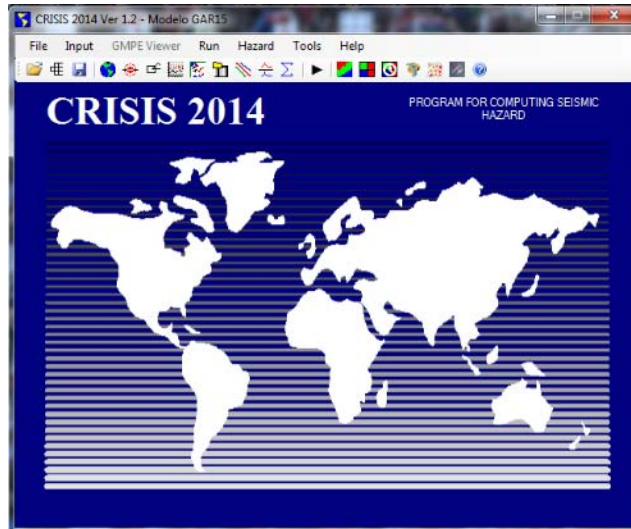 CRISIS 2014 Ver 1.2 - Modelo GAR15
File Input GMPE Viewer Run Hazard Tools Help
CRISIS 2014
PROGRAM FOR COMPUTING SEISMIC
HAZARD